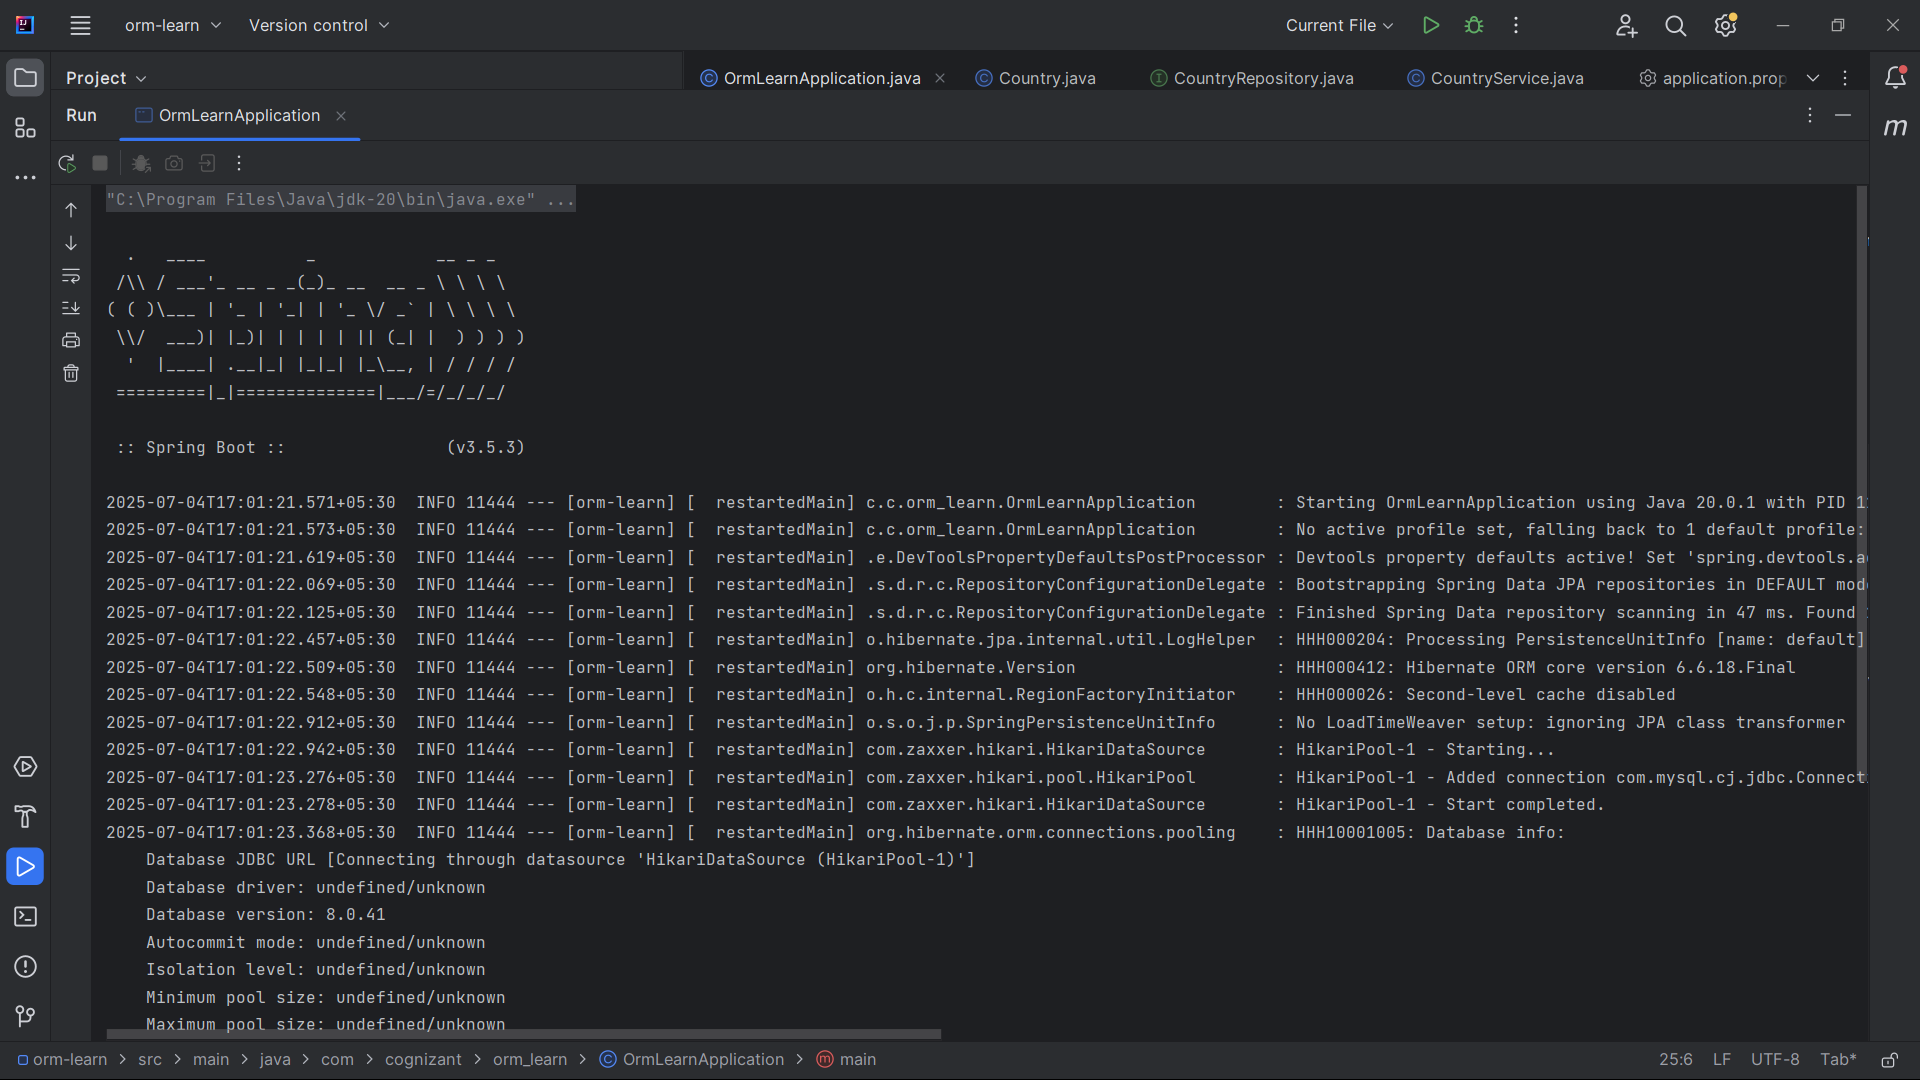 orm-learn Version control Current File
Project OrmLearnApplication.java Country.java CountryRepository.java CountryService.java application.prop
Run OrmLearnApplication
"C:\Program Files\Java\jdk-20\bin\java.exe" ...
  .   ____          _            __ _ _
 /\\ / ___'_ __ _ _(_)_ __  __ _ \ \ \ \
( ( )\___ | '_ | '_| | '_ \/ _` | \ \ \ \
 \\/  ___)| |_)| | | | | || (_| |  ) ) ) )
  '  |____| .__|_| |_|_| |_\__, | / / / /
 =========|_|==============|___/=/_/_/_/
 :: Spring Boot ::                (v3.5.3)
2025-07-04T17:01:21.571+05:30  INFO 11444 --- [orm-learn] [  restartedMain] c.c.orm_learn.OrmLearnApplication        : Starting OrmLearnApplication using Java 20.0.1 with PID 1
2025-07-04T17:01:21.573+05:30  INFO 11444 --- [orm-learn] [  restartedMain] c.c.orm_learn.OrmLearnApplication        : No active profile set, falling back to 1 default profile:
2025-07-04T17:01:21.619+05:30  INFO 11444 --- [orm-learn] [  restartedMain] .e.DevToolsPropertyDefaultsPostProcessor : Devtools property defaults active! Set 'spring.devtools.a
2025-07-04T17:01:22.069+05:30  INFO 11444 --- [orm-learn] [  restartedMain] .s.d.r.c.RepositoryConfigurationDelegate : Bootstrapping Spring Data JPA repositories in DEFAULT mod
2025-07-04T17:01:22.125+05:30  INFO 11444 --- [orm-learn] [  restartedMain] .s.d.r.c.RepositoryConfigurationDelegate : Finished Spring Data repository scanning in 47 ms. Found
2025-07-04T17:01:22.457+05:30  INFO 11444 --- [orm-learn] [  restartedMain] o.hibernate.jpa.internal.util.LogHelper  : HHH000204: Processing PersistenceUnitInfo [name: default]
2025-07-04T17:01:22.509+05:30  INFO 11444 --- [orm-learn] [  restartedMain] org.hibernate.Version                    : HHH000412: Hibernate ORM core version 6.6.18.Final
2025-07-04T17:01:22.548+05:30  INFO 11444 --- [orm-learn] [  restartedMain] o.h.c.internal.RegionFactoryInitiator    : HHH000026: Second-level cache disabled
2025-07-04T17:01:22.912+05:30  INFO 11444 --- [orm-learn] [  restartedMain] o.s.o.j.p.SpringPersistenceUnitInfo      : No LoadTimeWeaver setup: ignoring JPA class transformer
2025-07-04T17:01:22.942+05:30  INFO 11444 --- [orm-learn] [  restartedMain] com.zaxxer.hikari.HikariDataSource       : HikariPool-1 - Starting...
2025-07-04T17:01:23.276+05:30  INFO 11444 --- [orm-learn] [  restartedMain] com.zaxxer.hikari.pool.HikariPool        : HikariPool-1 - Added connection com.mysql.cj.jdbc.Connect
2025-07-04T17:01:23.278+05:30  INFO 11444 --- [orm-learn] [  restartedMain] com.zaxxer.hikari.HikariDataSource       : HikariPool-1 - Start completed.
2025-07-04T17:01:23.368+05:30  INFO 11444 --- [orm-learn] [  restartedMain] org.hibernate.orm.connections.pooling    : HHH10001005: Database info:
    Database JDBC URL [Connecting through datasource 'HikariDataSource (HikariPool-1)']
    Database driver: undefined/unknown
    Database version: 8.0.41
    Autocommit mode: undefined/unknown
    Isolation level: undefined/unknown
    Minimum pool size: undefined/unknown
    Maximum pool size: undefined/unknown
orm-learn > src > main > java > com > cognizant > orm_learn > OrmLearnApplication > main 25:6 LF UTF-8 Tab*